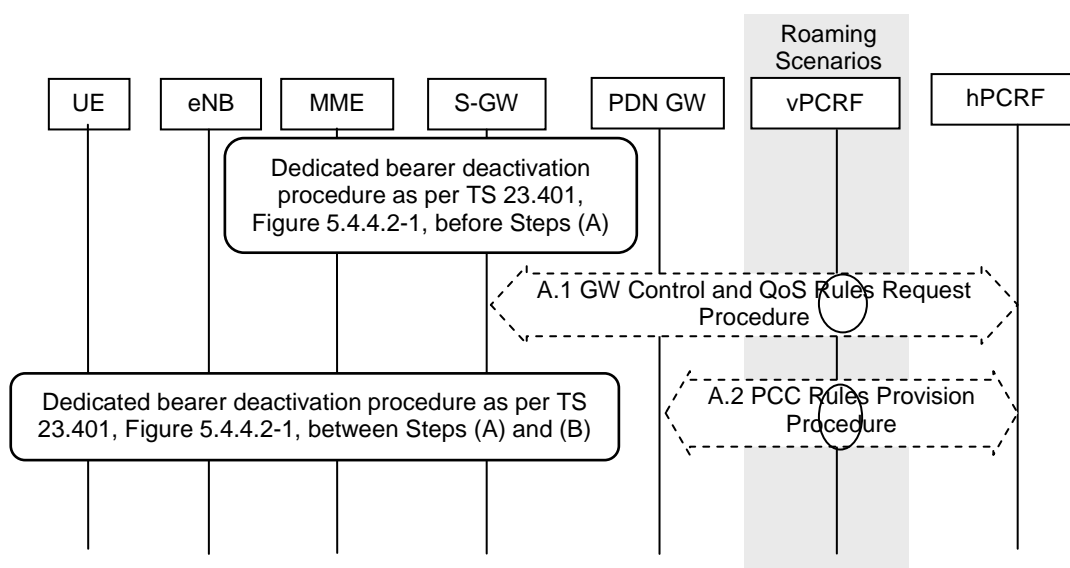 Roaming
Scenarios
UE
eNB
MME
S-GW
PDN GW
vPCRF
hPCRF
Dedicated bearer deactivation
procedure as per TS 23.401,
Figure 5.4.4.2-1, before Steps (A)
A.1 GW Control and QoS Rules Request
Procedure
Dedicated bearer deactivation procedure as per TS
23.401, Figure 5.4.4.2-1, between Steps (A) and (B)
A.2 PCC Rules Provision
Procedure